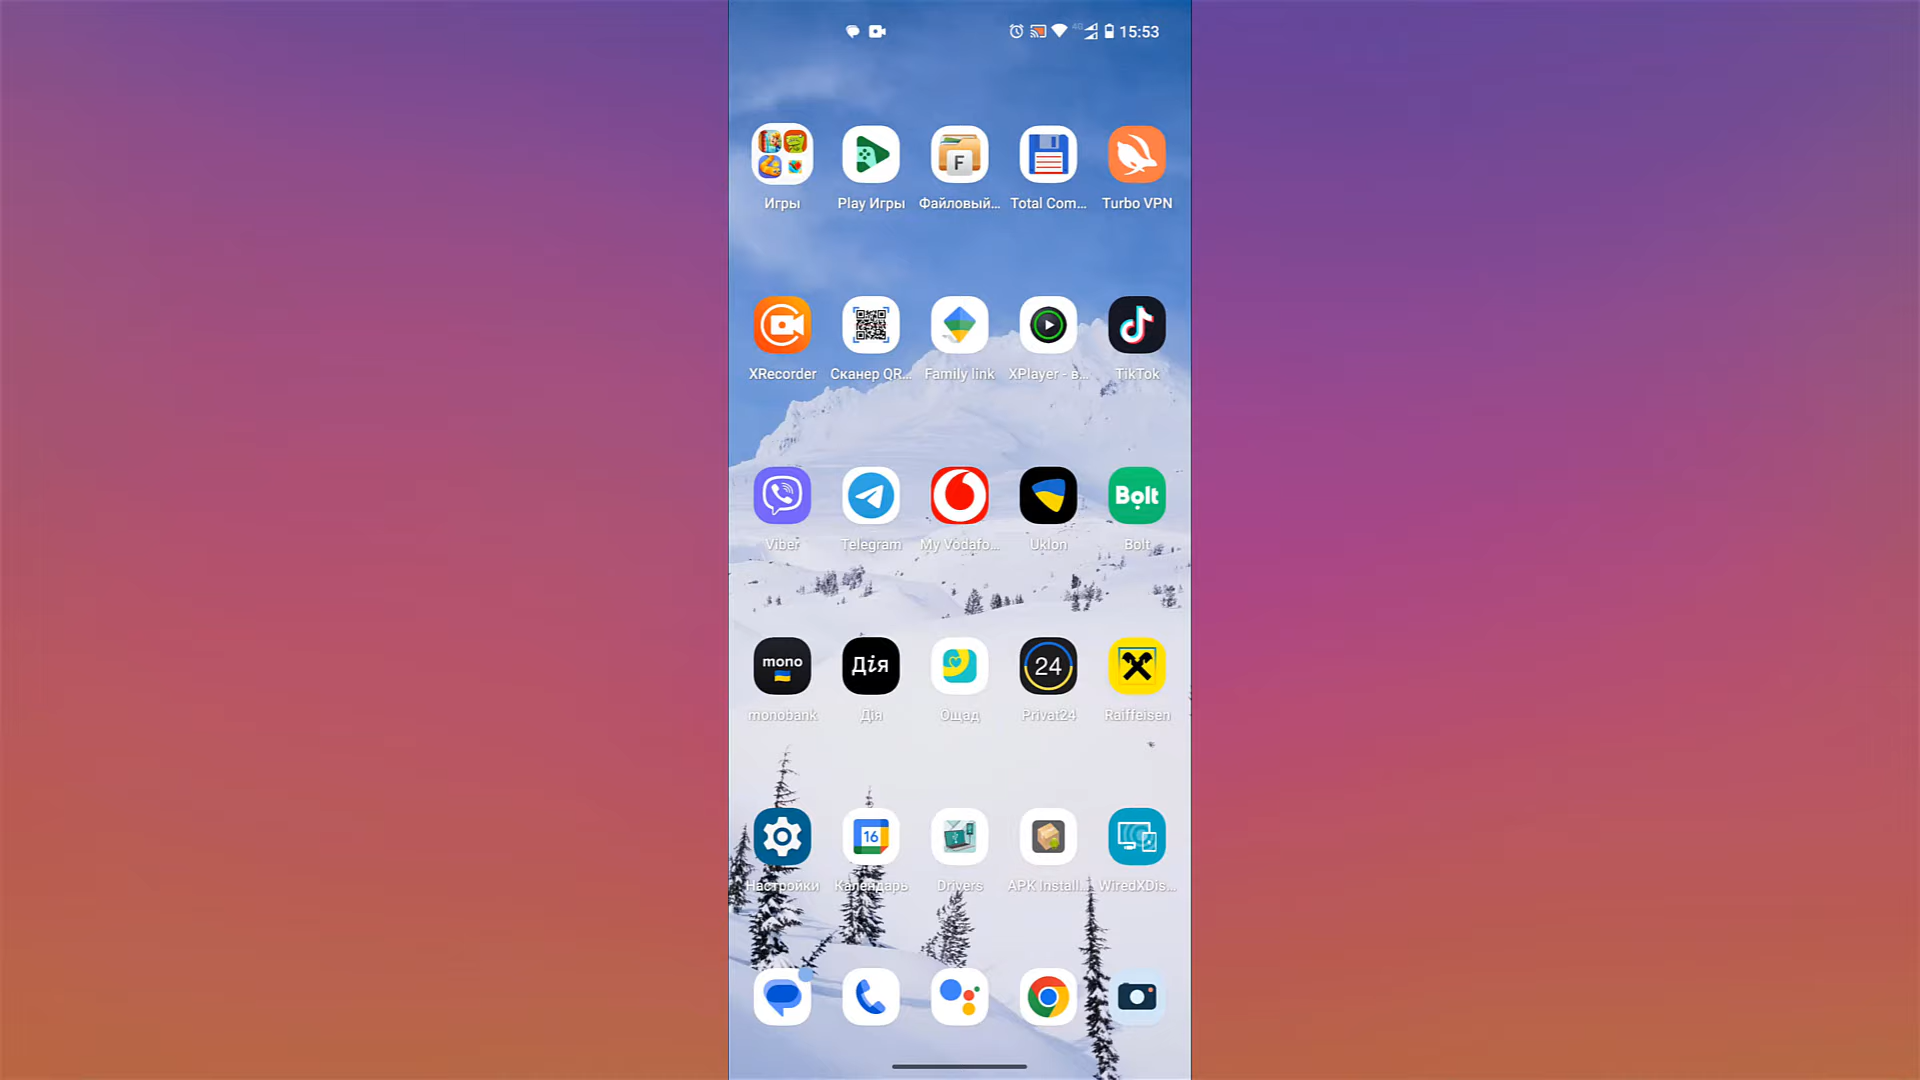 4G 15:53
Игры Play Игры Файловый... Total Com... Turbo VPN
XRecorder Сканер QR... Family link XPlayer - в... TikTok
Bolt
Viber Telegram My Vodafo... Uklon Bolt
mono Дія 24
monobank Дія Ощад Privat24 Raiffeisen
16
Настройки Календарь Drivers APK Install... WiredXDis...